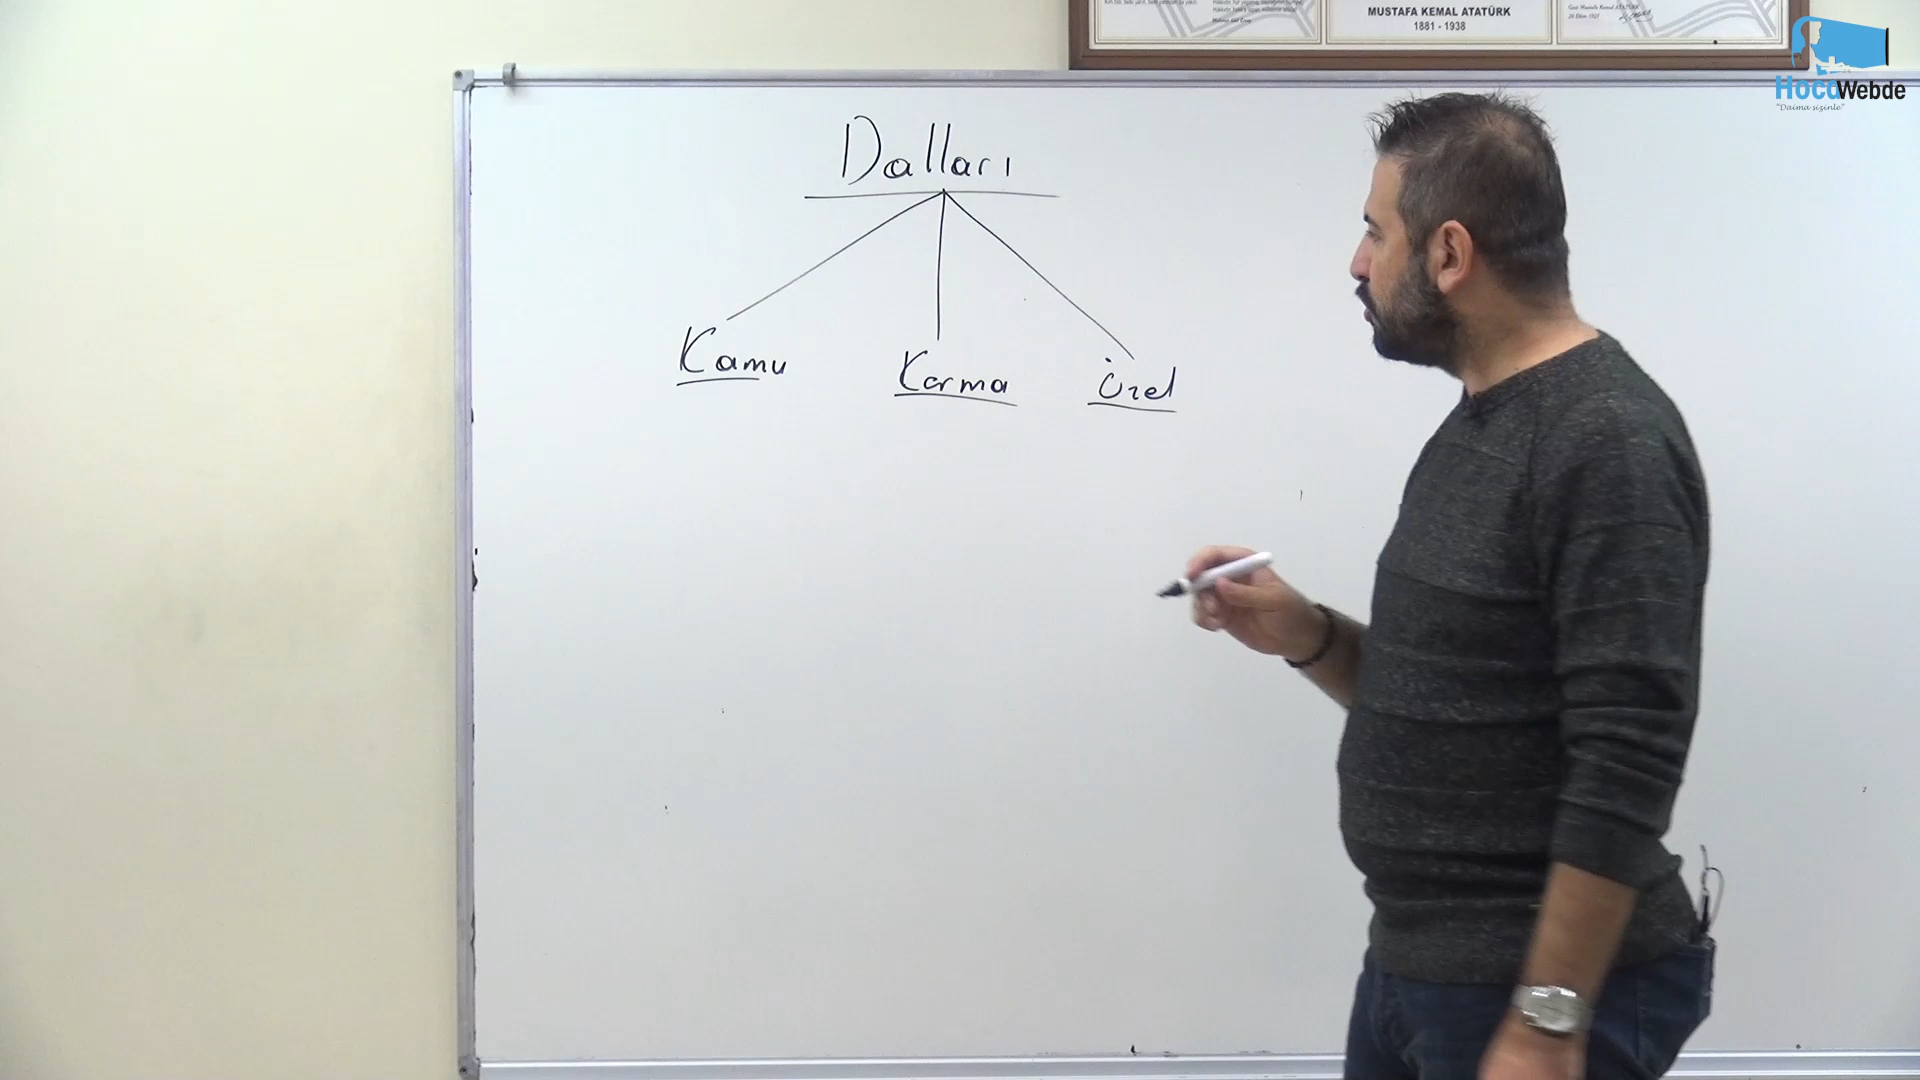 MUSTAFA KEMAL ATATÜRK
1881 - 1938
HocaWebde
"Daima sizinle"
Dalları
Kamu
Karma
Özel